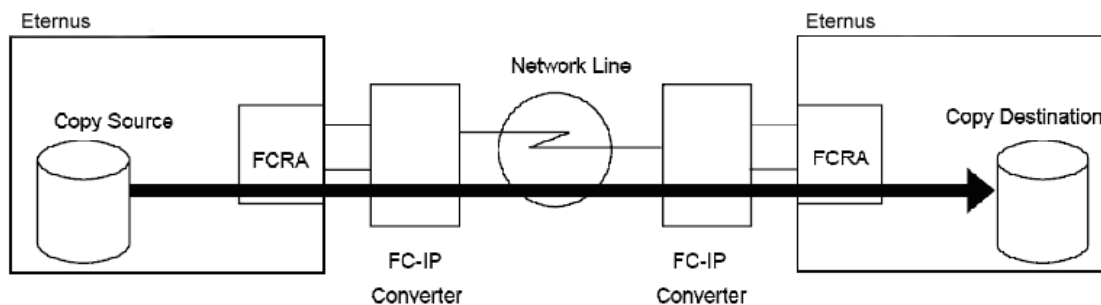 Eternus
Eternus
Network Line
Copy Source
Copy Destination
FCRA
FCRA
FC-IP
Converter
FC-IP
Converter